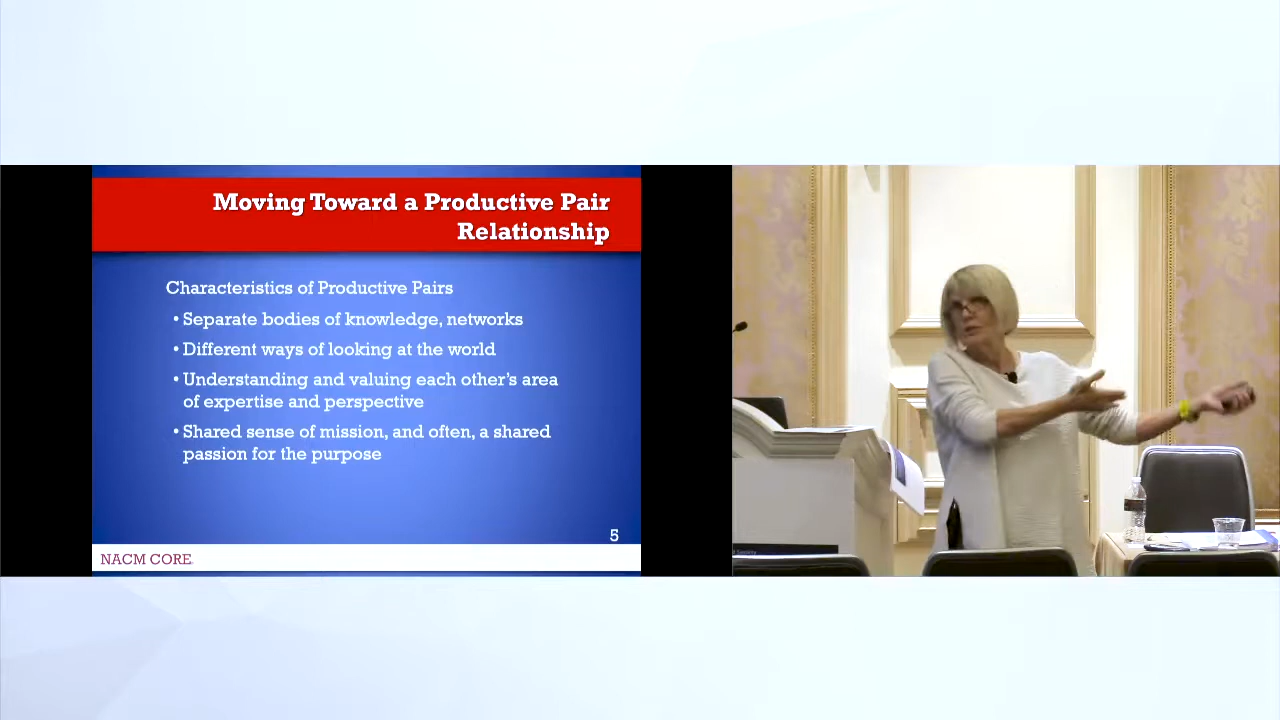 Moving Toward a Productive Pair
Relationship
Characteristics of Productive Pairs
• Separate bodies of knowledge, networks
• Different ways of looking at the world
• Understanding and valuing each other's area
of expertise and perspective
• Shared sense of mission, and often, a shared
passion for the purpose
5
NACM CORE